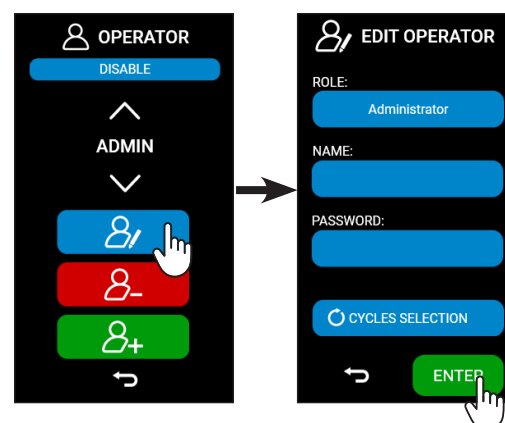 OPERATOR
DISABLE
ADMIN
EDIT OPERATOR
ROLE:
Administrator
NAME:
PASSWORD:
CYCLES SELECTION
ENTER